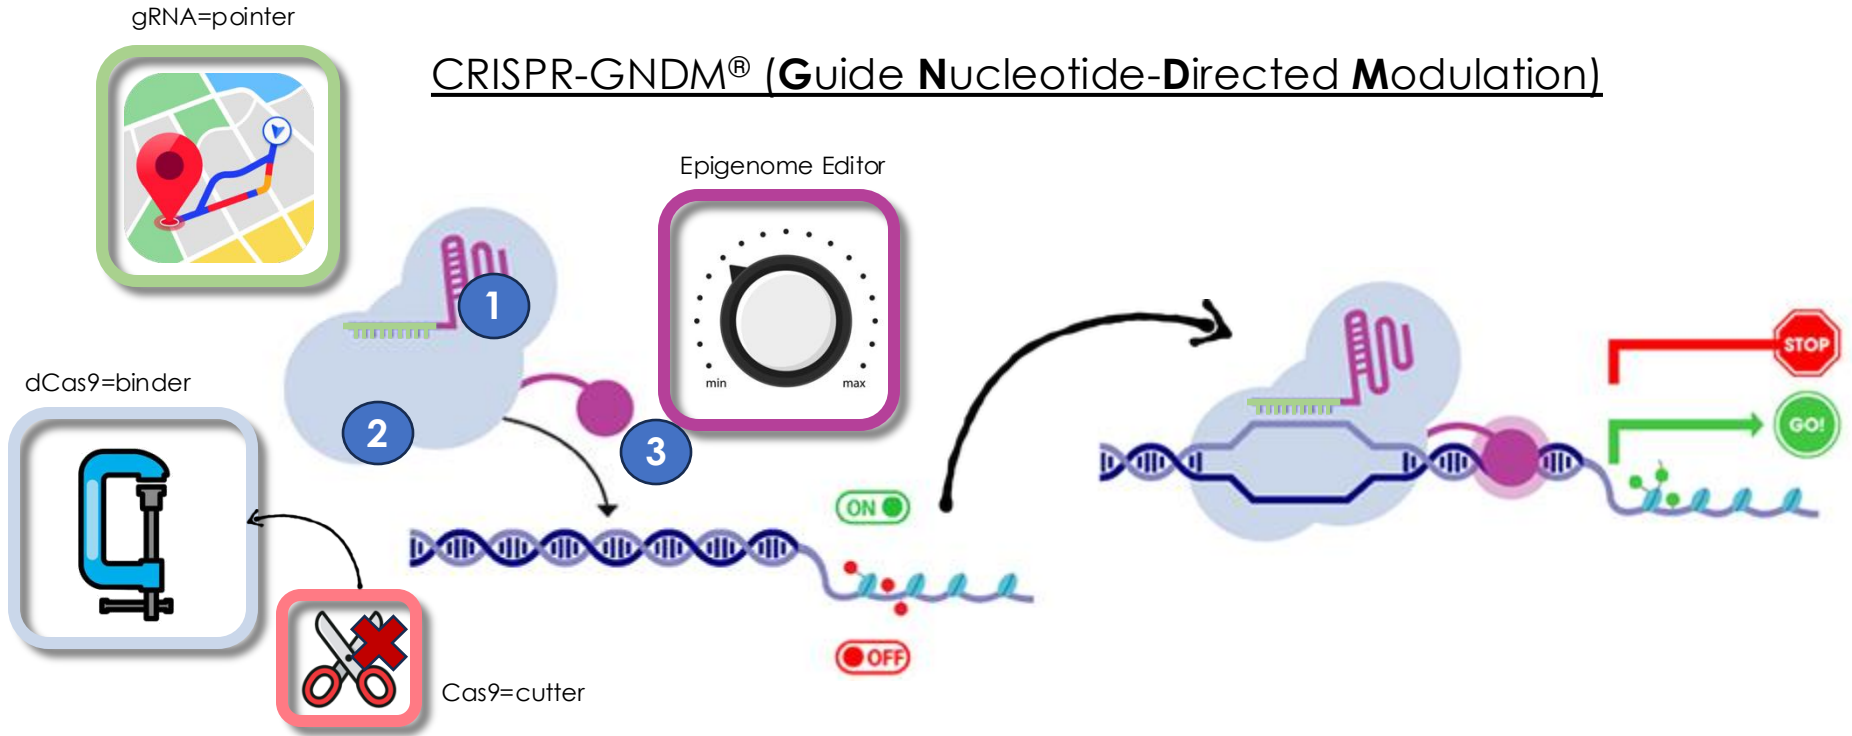 gRNA=pointer
CRISPR-GNDM® (Guide Nucleotide-Directed Modulation)
Epigenome Editor
min
max
1
dCas9=binder
2
3
STOP
GO!
ON
OFF
Cas9=cutter